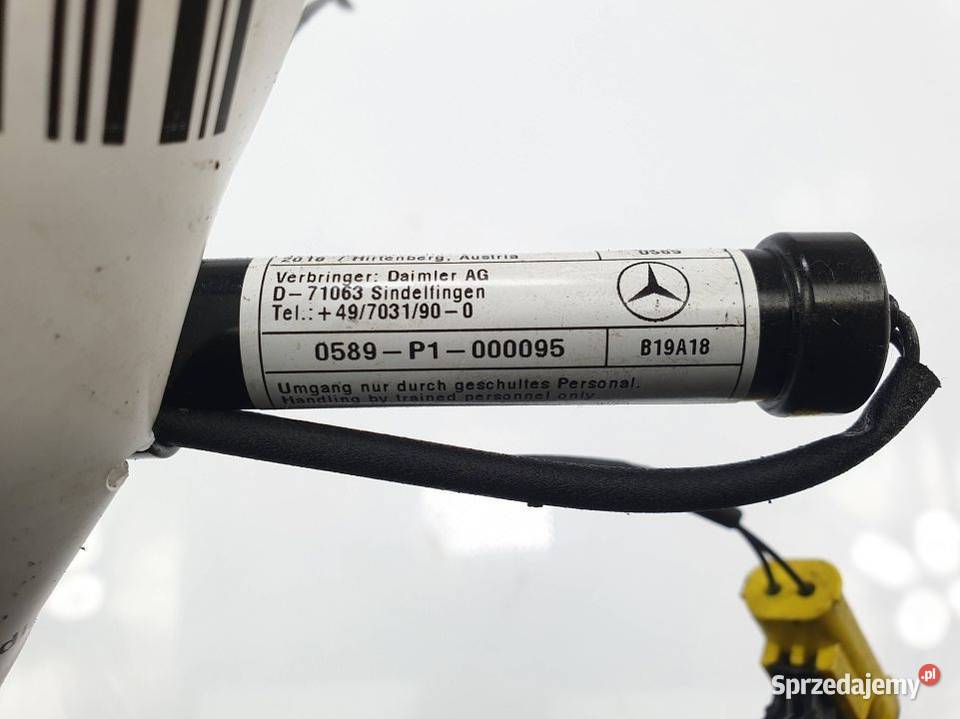 2018 / Hirtenberg, Austria
0589
Verbringer: Daimler AG
D-71063 Sindelfingen
Tel.: +49/7031/90-0
0589-P1-000095
B19A18
Umgang nur durch geschultes Personal.
Handling by trained personnel only
Sprzedajemy.pl